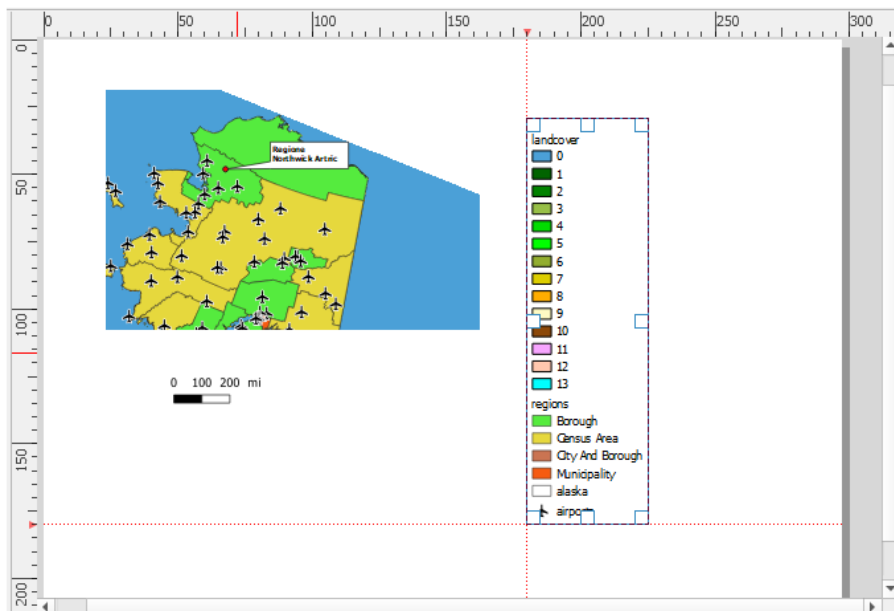 0 50 100 150 200 250 300
0
50
100
150
200
Regione
Northwick Artric
0 100 200 mi
landcover
0
1
2
3
4
5
6
7
8
9
10
11
12
13
regions
Borough
Census Area
City And Borough
Municipality
alaska
airports